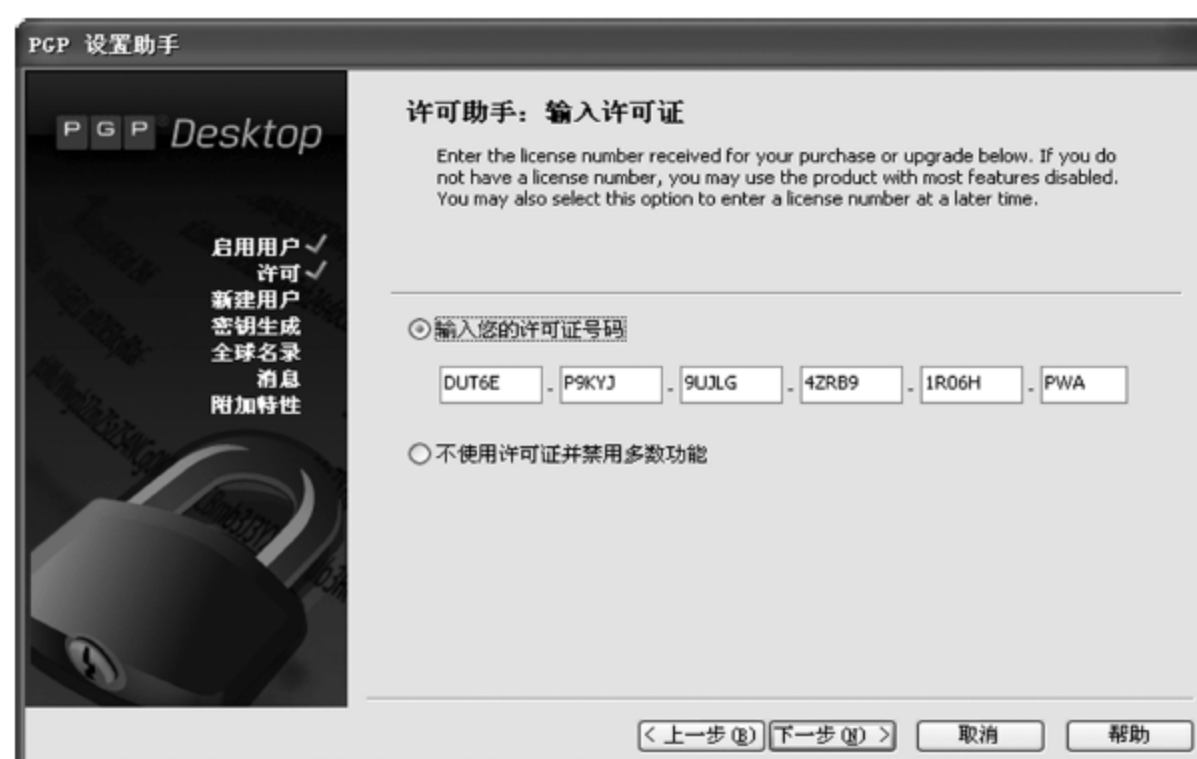 PGP 设置助手
PGP Desktop
启用用户
许可
新建用户
密钥生成
全球名录
消息
附加特性
许可助手：输入许可证
Enter the license number received for your purchase or upgrade below. If you do
not have a license number, you may use the product with most features disabled.
You may also select this option to enter a license number at a later time.
输入您的许可证号码
DUT6E - P9KYJ - 9UJLG - 4ZRB9 - 1R06H - PWA
不使用许可证并禁用多数功能
< 上一步(B) 下一步(N) > 取消 帮助